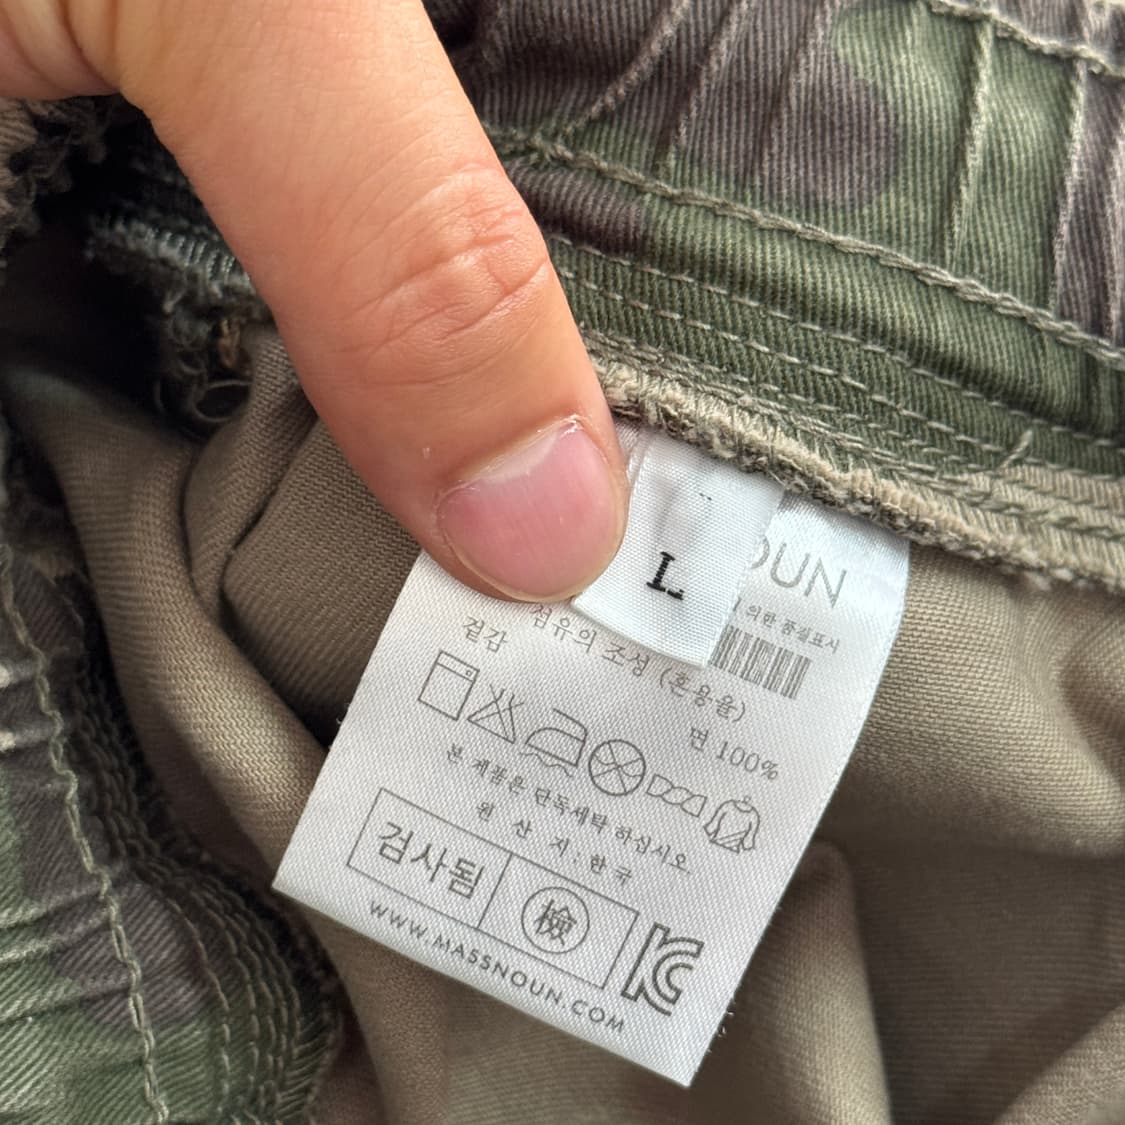 L
OUN
의한 품질표시
섬유의 조성 (혼용율)
겉감
면 100%
본 제품은 단독세탁 하십시오.
원 산 지 : 한국
검사됨
檢
KC
WWW.MASSNOUN.COM